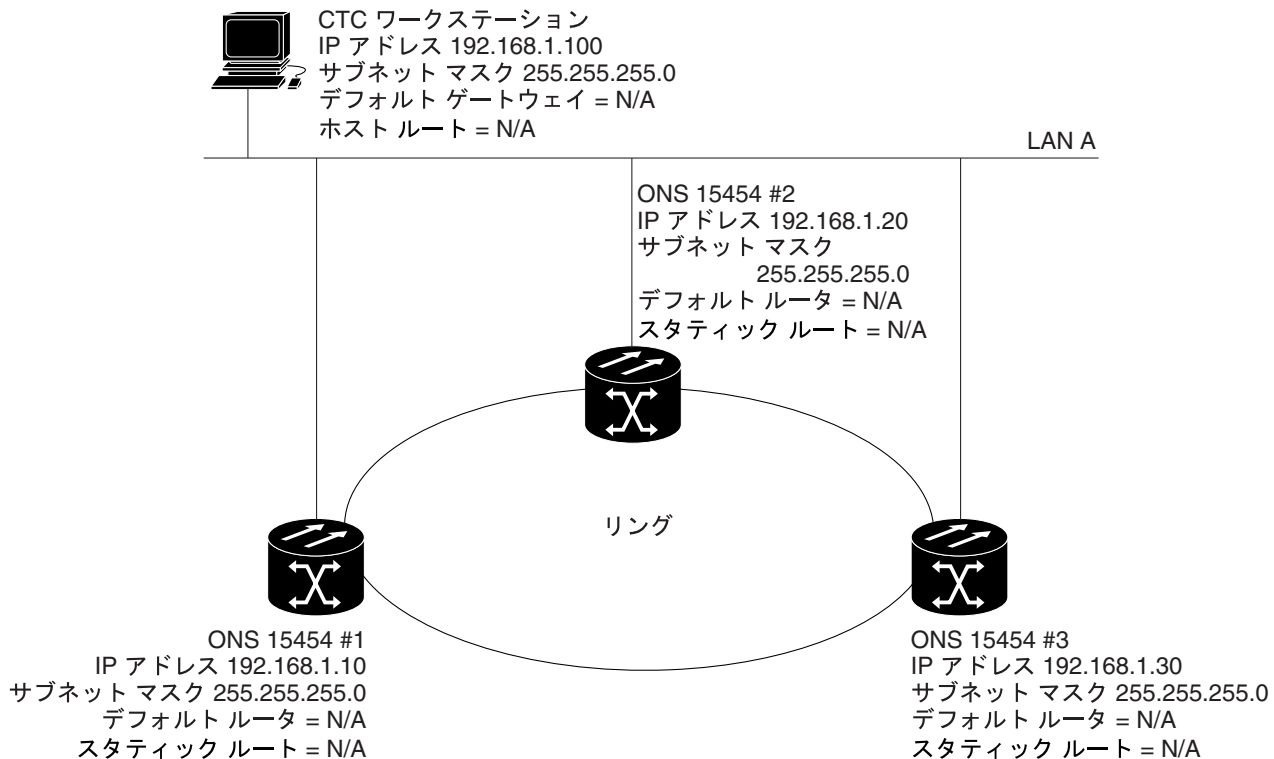 CTC ワークステーション
IP アドレス 192.168.1.100
サブネット マスク 255.255.255.0
デフォルト ゲートウェイ = N/A
ホスト ルート = N/A
LAN A
ONS 15454 #2
IP アドレス 192.168.1.20
サブネット マスク
255.255.255.0
デフォルト ルータ = N/A
スタティック ルート = N/A
リング
ONS 15454 #1
IP アドレス 192.168.1.10
サブネット マスク 255.255.255.0
デフォルト ルータ = N/A
スタティック ルート = N/A
ONS 15454 #3
IP アドレス 192.168.1.30
サブネット マスク 255.255.255.0
デフォルト ルータ = N/A
スタティック ルート = N/A